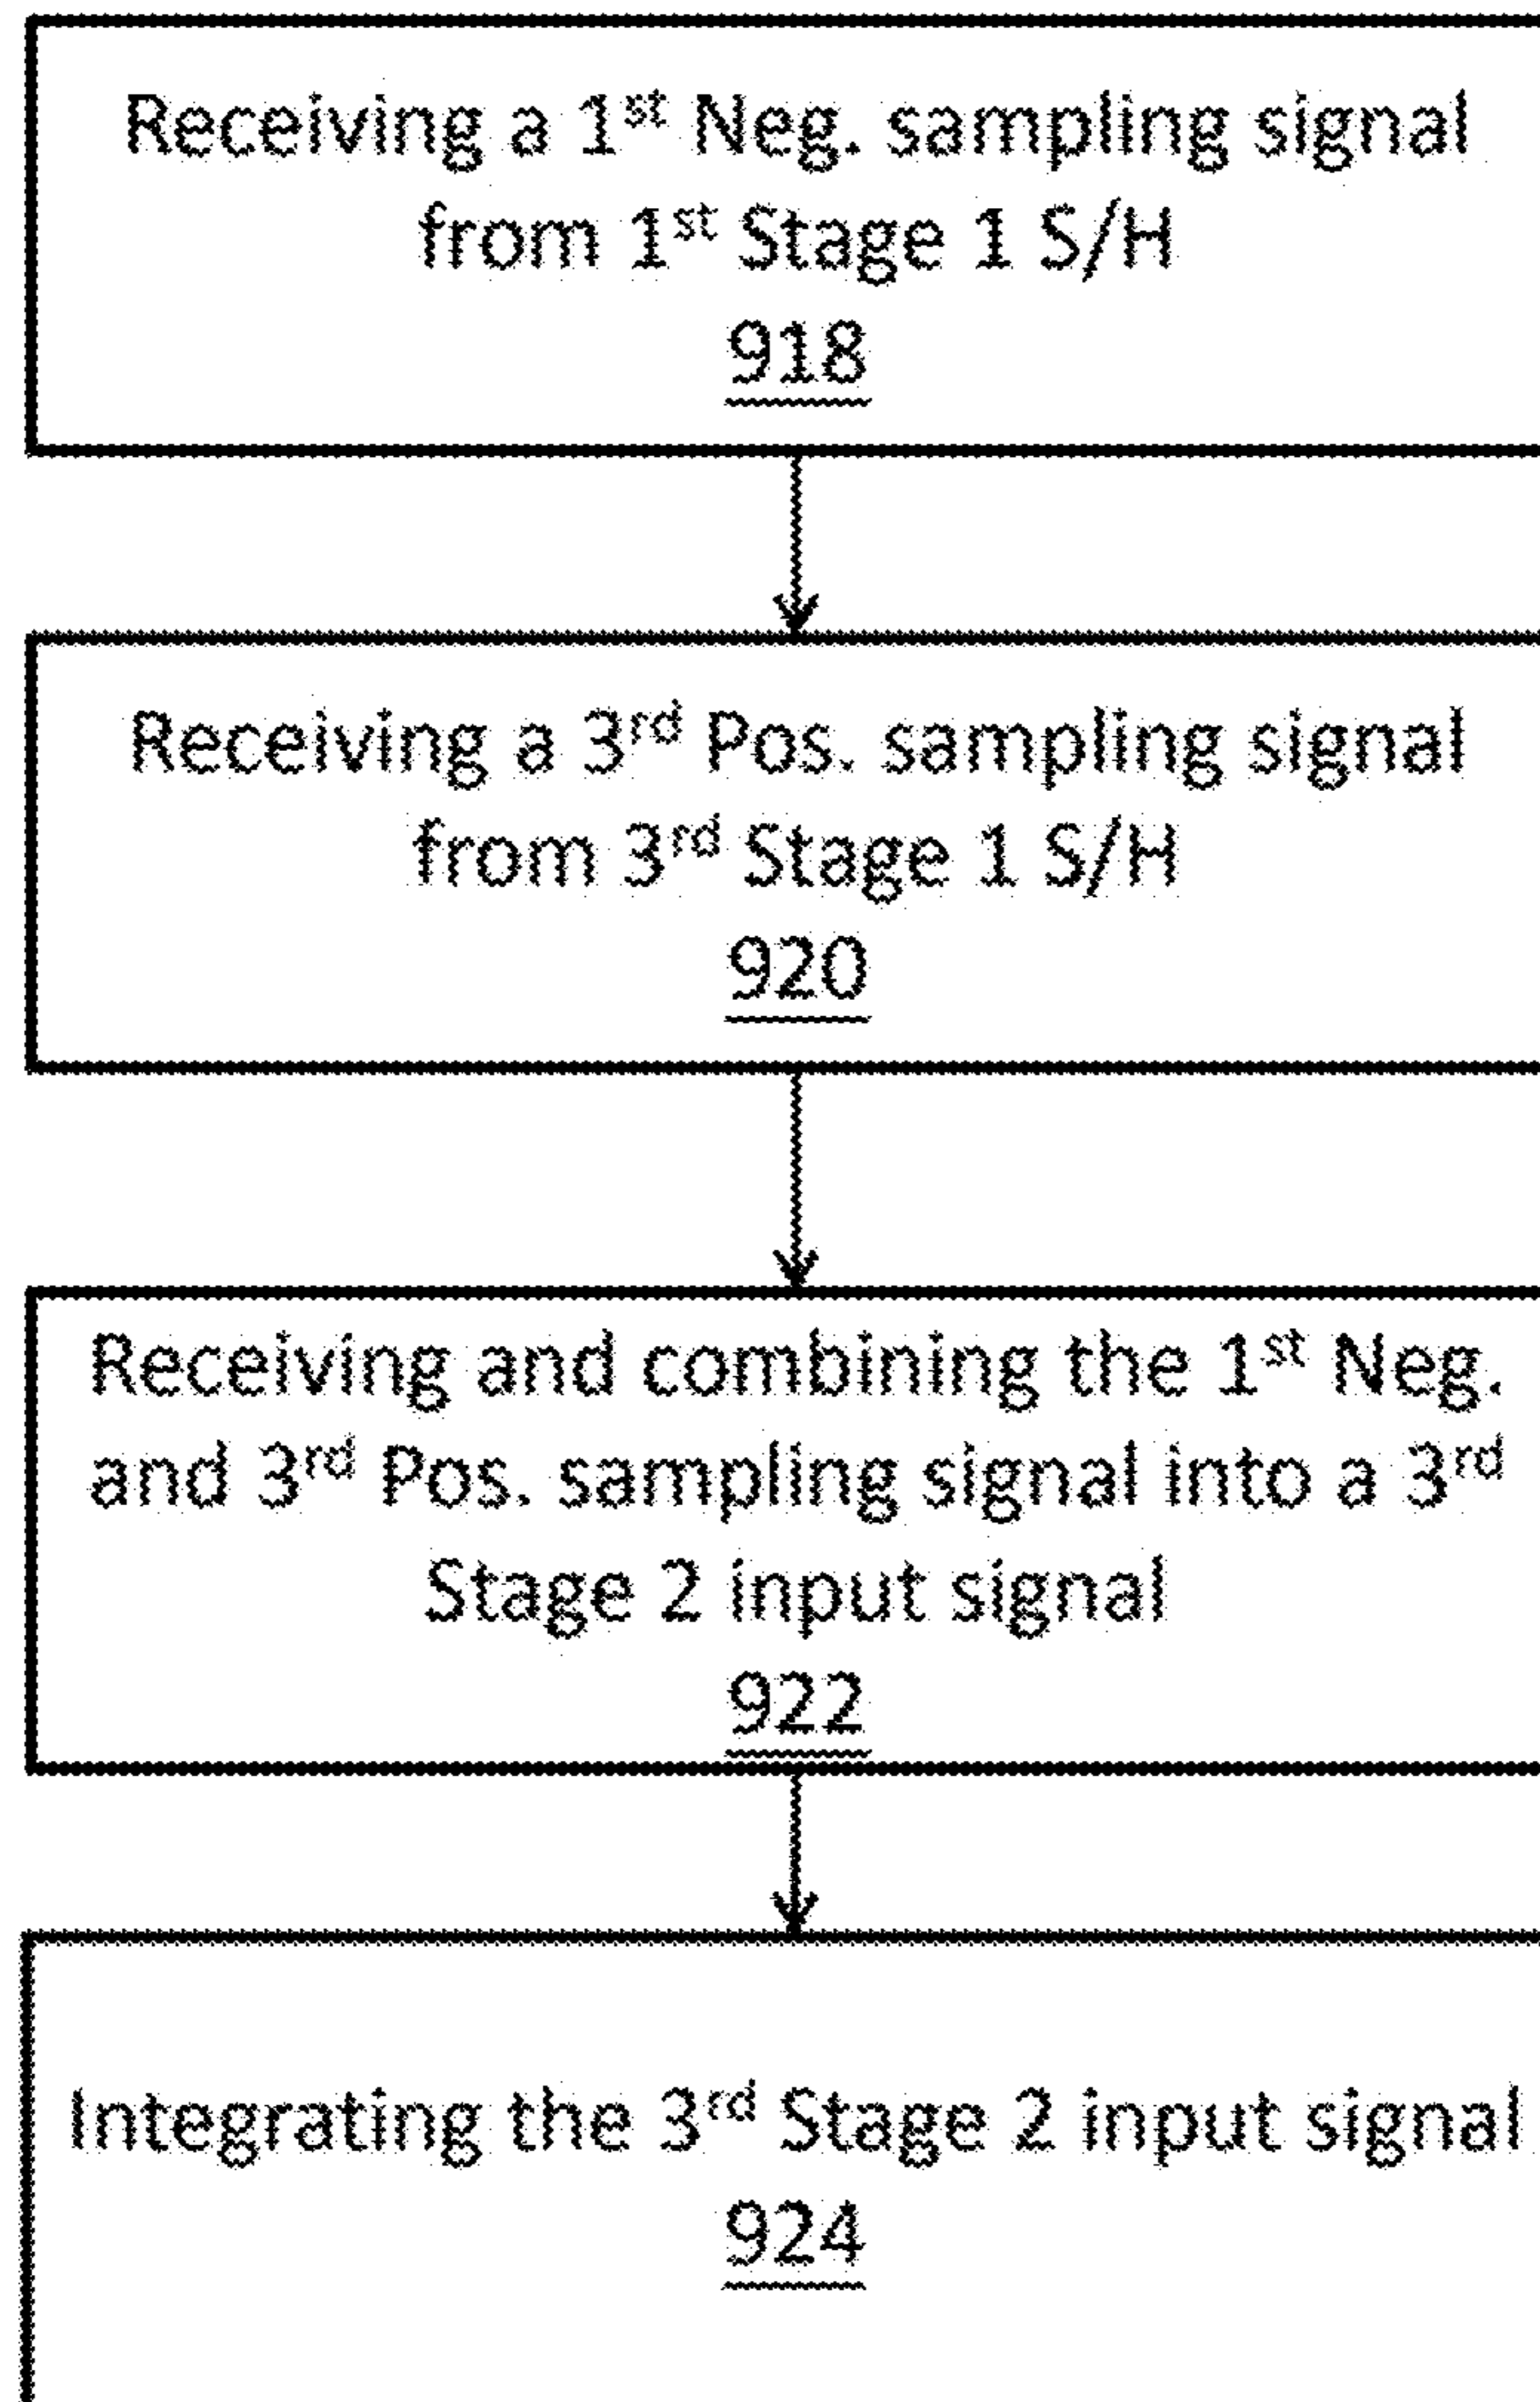 Receiving a 1st Neg. sampling signal
from 1st Stage 1 S/H
918
Receiving a 3rd Pos. sampling signal
from 3rd Stage 1 S/H
920
Receiving and combining the 1st Neg.
and 3rd Pos. sampling signal into a 3rd
Stage 2 input signal
922
Integrating the 3rd Stage 2 input signal
924